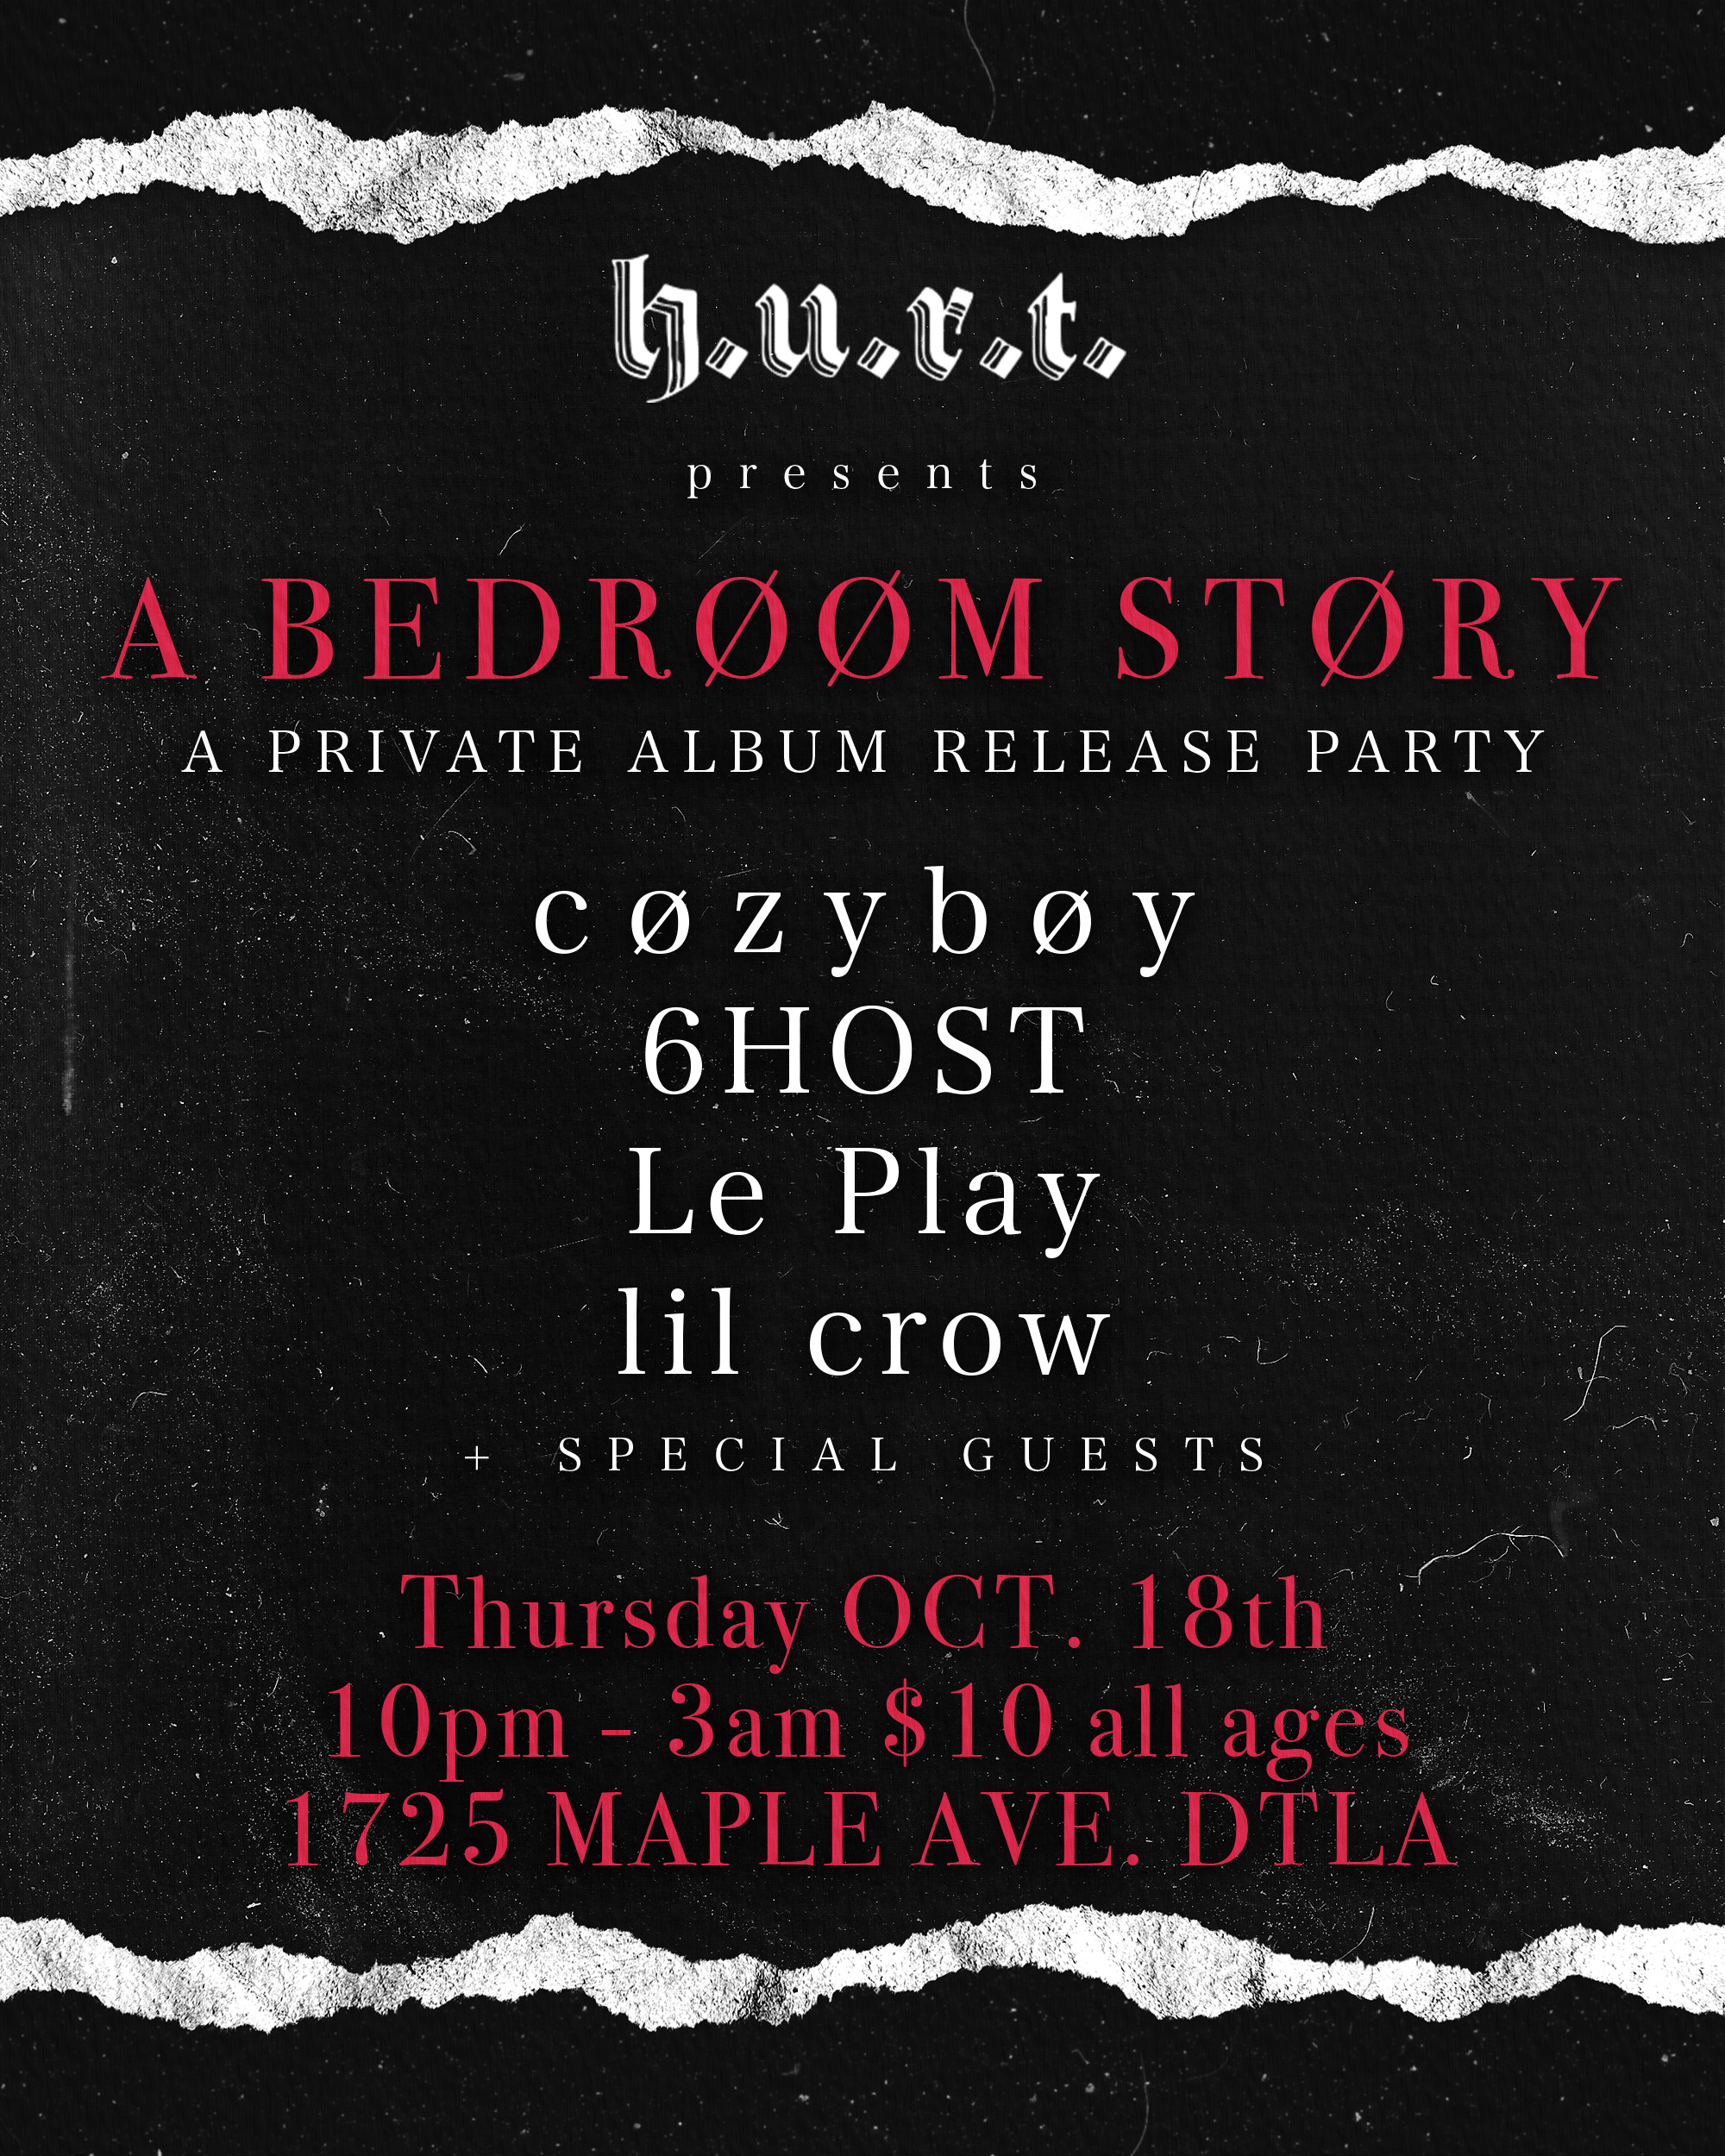 h.u.r.t.
presents
A BEDRØØM STØRY
A PRIVATE ALBUM RELEASE PARTY
cøzybøy
6HOST
Le Play
lil crow
+ SPECIAL GUESTS
Thursday OCT. 18th
10pm - 3am $10 all ages
1725 MAPLE AVE. DTLA